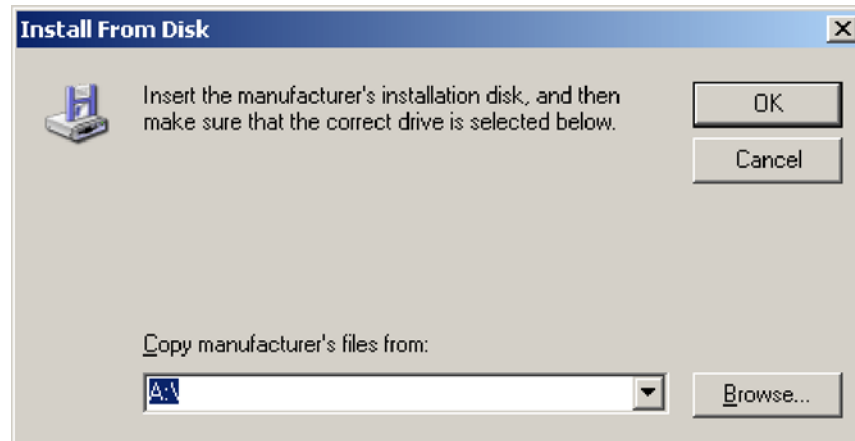 Install From Disk
Insert the manufacturer's installation disk, and then
make sure that the correct drive is selected below.
OK
Cancel
Copy manufacturer's files from:
A:\
Browse...